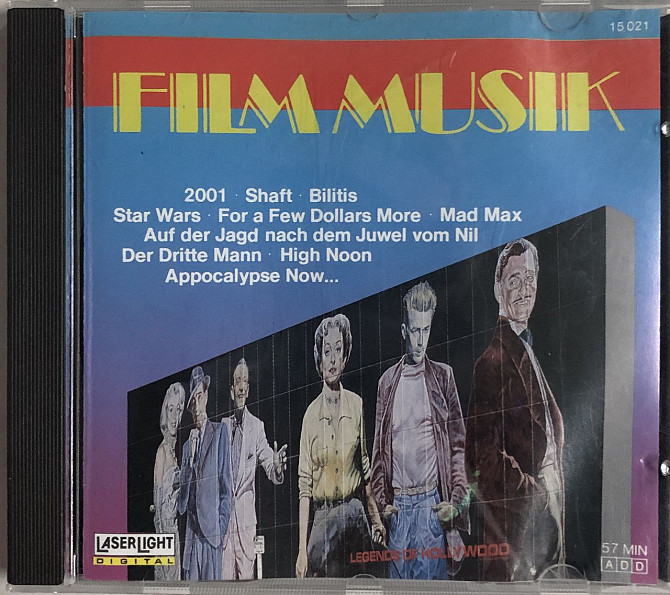 15 021
FILM MUSIK
2001 · Shaft · Bilitis
Star Wars · For a Few Dollars More · Mad Max
Auf der Jagd nach dem Juwel vom Nil
Der Dritte Mann · High Noon
Appocalypse Now...
LEGENDS OF HOLLYWOOD
LASERLIGHT
DIGITAL
57 MIN
ADD